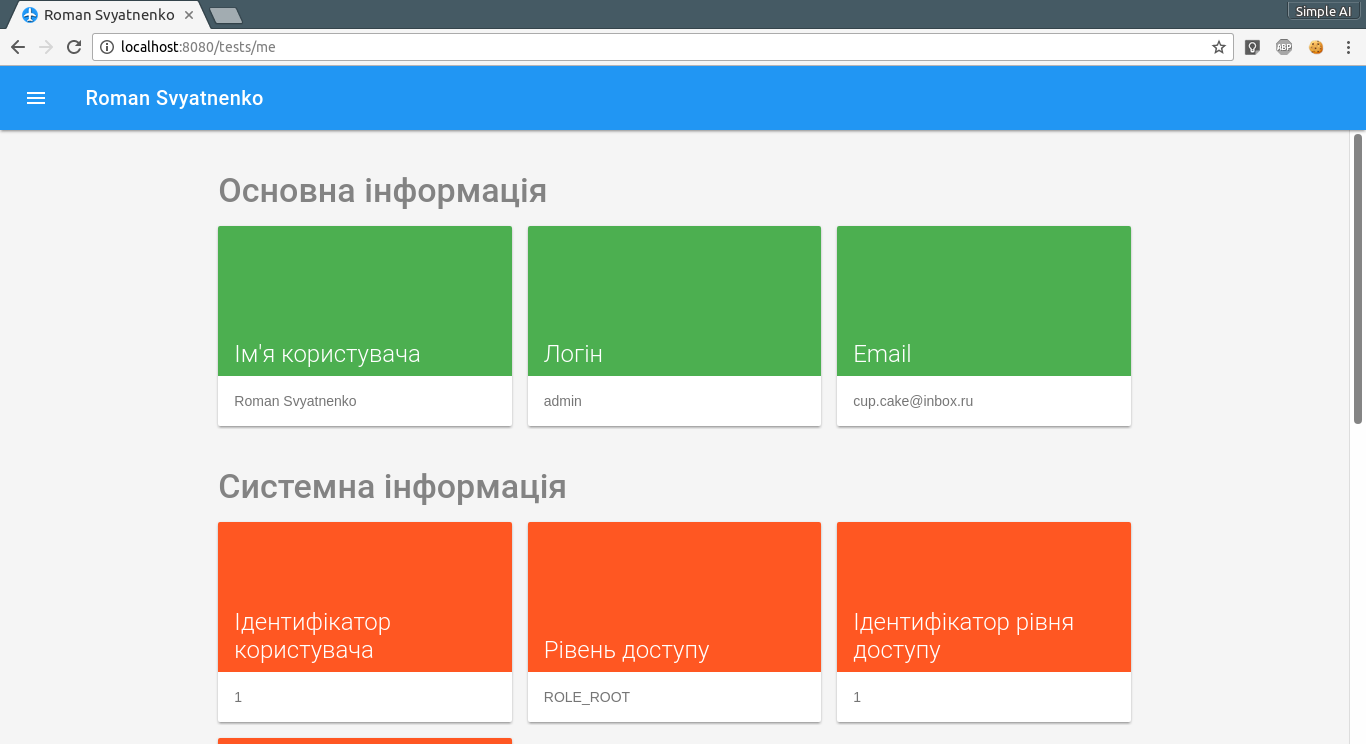 Roman Svyatnenko
Simple AI
localhost:8080/tests/me
ABP
Roman Svyatnenko
Основна інформація
Ім'я користувача
Roman Svyatnenko
Логін
admin
Email
cup.cake@inbox.ru
Системна інформація
Ідентифікатор
користувача
1
Рівень доступу
ROLE_ROOT
Ідентифікатор рівня
доступу
1